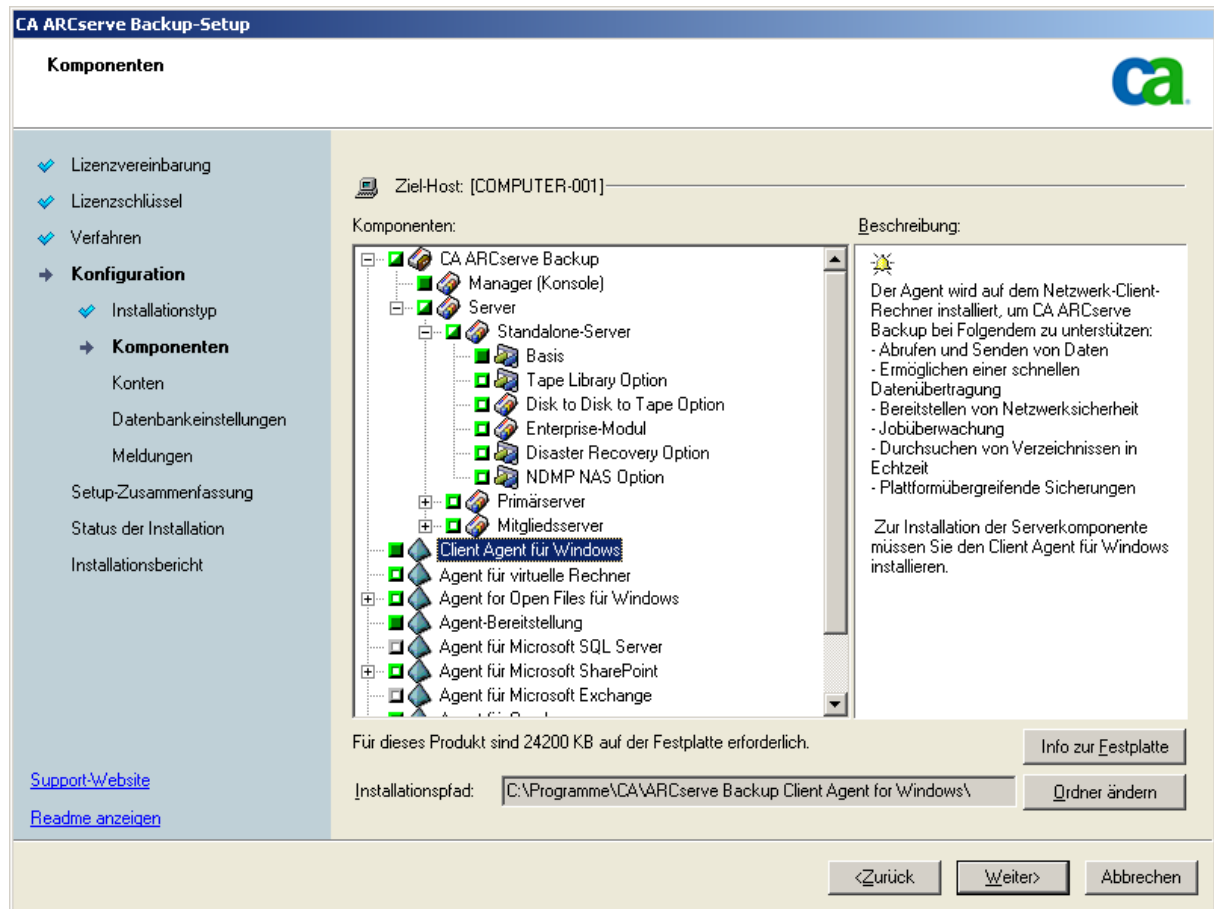 CA ARCserve Backup-Setup
Komponenten
ca
Lizenzvereinbarung
Lizenzschlüssel
Verfahren
Konfiguration
Installationstyp
Komponenten
Konten
Datenbankeinstellungen
Meldungen
Setup-Zusammenfassung
Status der Installation
Installationsbericht
Support-Website
Readme anzeigen
Ziel-Host: [COMPUTER-001]
Komponenten:
CA ARCserve Backup
Manager (Konsole)
Server
Standalone-Server
Basis
Tape Library Option
Disk to Disk to Tape Option
Enterprise-Modul
Disaster Recovery Option
NDMP NAS Option
Primärserver
Mitgliedsserver
Client Agent für Windows
Agent für virtuelle Rechner
Agent for Open Files für Windows
Agent-Bereitstellung
Agent für Microsoft SQL Server
Agent für Microsoft SharePoint
Agent für Microsoft Exchange
Beschreibung:
Der Agent wird auf dem Netzwerk-Client-
Rechner installiert, um CA ARCserve
Backup bei Folgendem zu unterstützen:
- Abrufen und Senden von Daten
- Ermöglichen einer schnellen
Datenübertragung
- Bereitstellen von Netzwerksicherheit
- Jobüberwachung
- Durchsuchen von Verzeichnissen in
Echtzeit
- Plattformübergreifende Sicherungen
Zur Installation der Serverkomponente
müssen Sie den Client Agent für Windows
installieren.
Für dieses Produkt sind 24200 KB auf der Festplatte erforderlich.
Info zur Festplatte
Installationspfad:
C:\Programme\CA\ARCserve Backup Client Agent for Windows\
Ordner ändern
<Zurück
Weiter>
Abbrechen